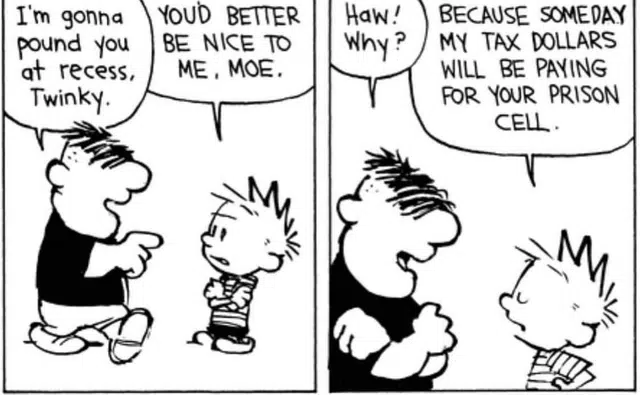 I'm gonna
pound you
at recess,
Twinky.
YOU'D BETTER
BE NICE TO
ME, MOE.
Haw!
Why?
BECAUSE SOMEDAY
MY TAX DOLLARS
WILL BE PAYING
FOR YOUR PRISON
CELL.